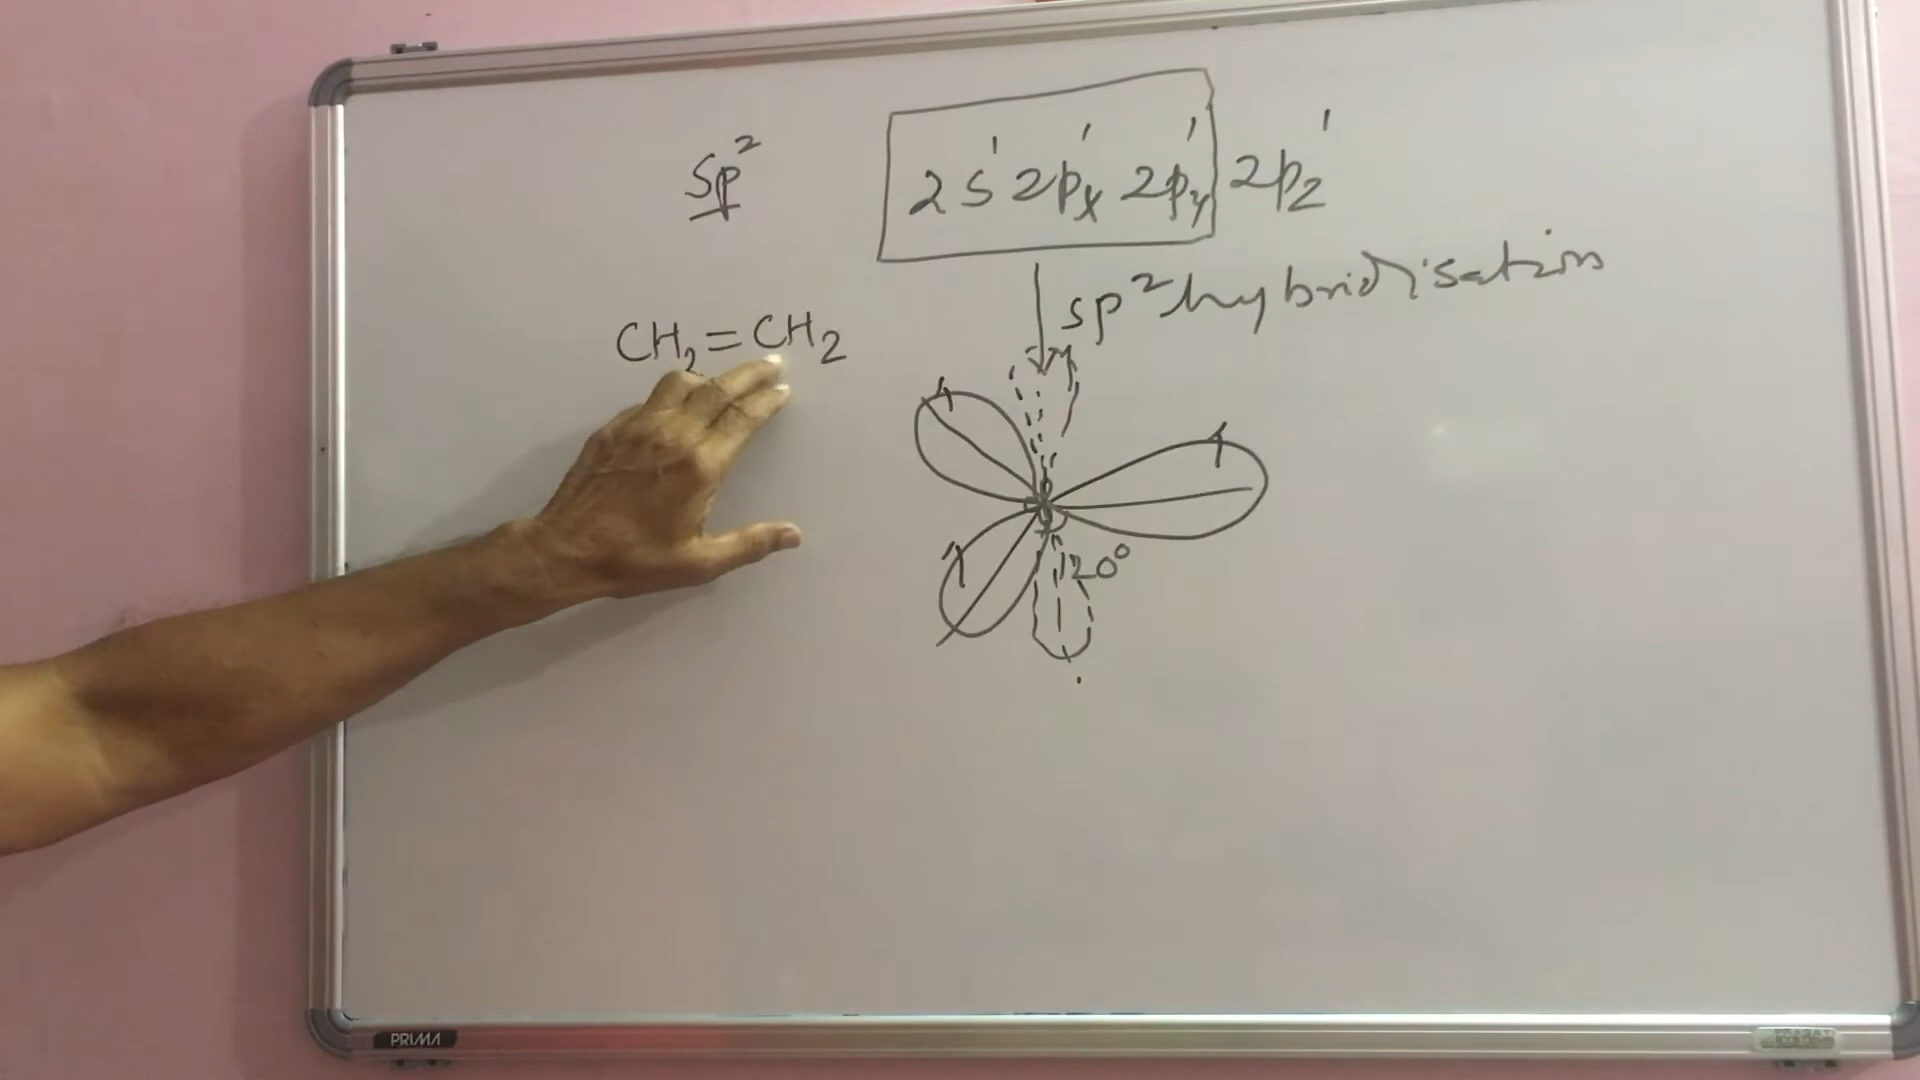 sp² 2s¹ 2px¹ 2py¹ 2pz¹
sp² hybridisation
CH₂=CH₂
120°
PRIMA